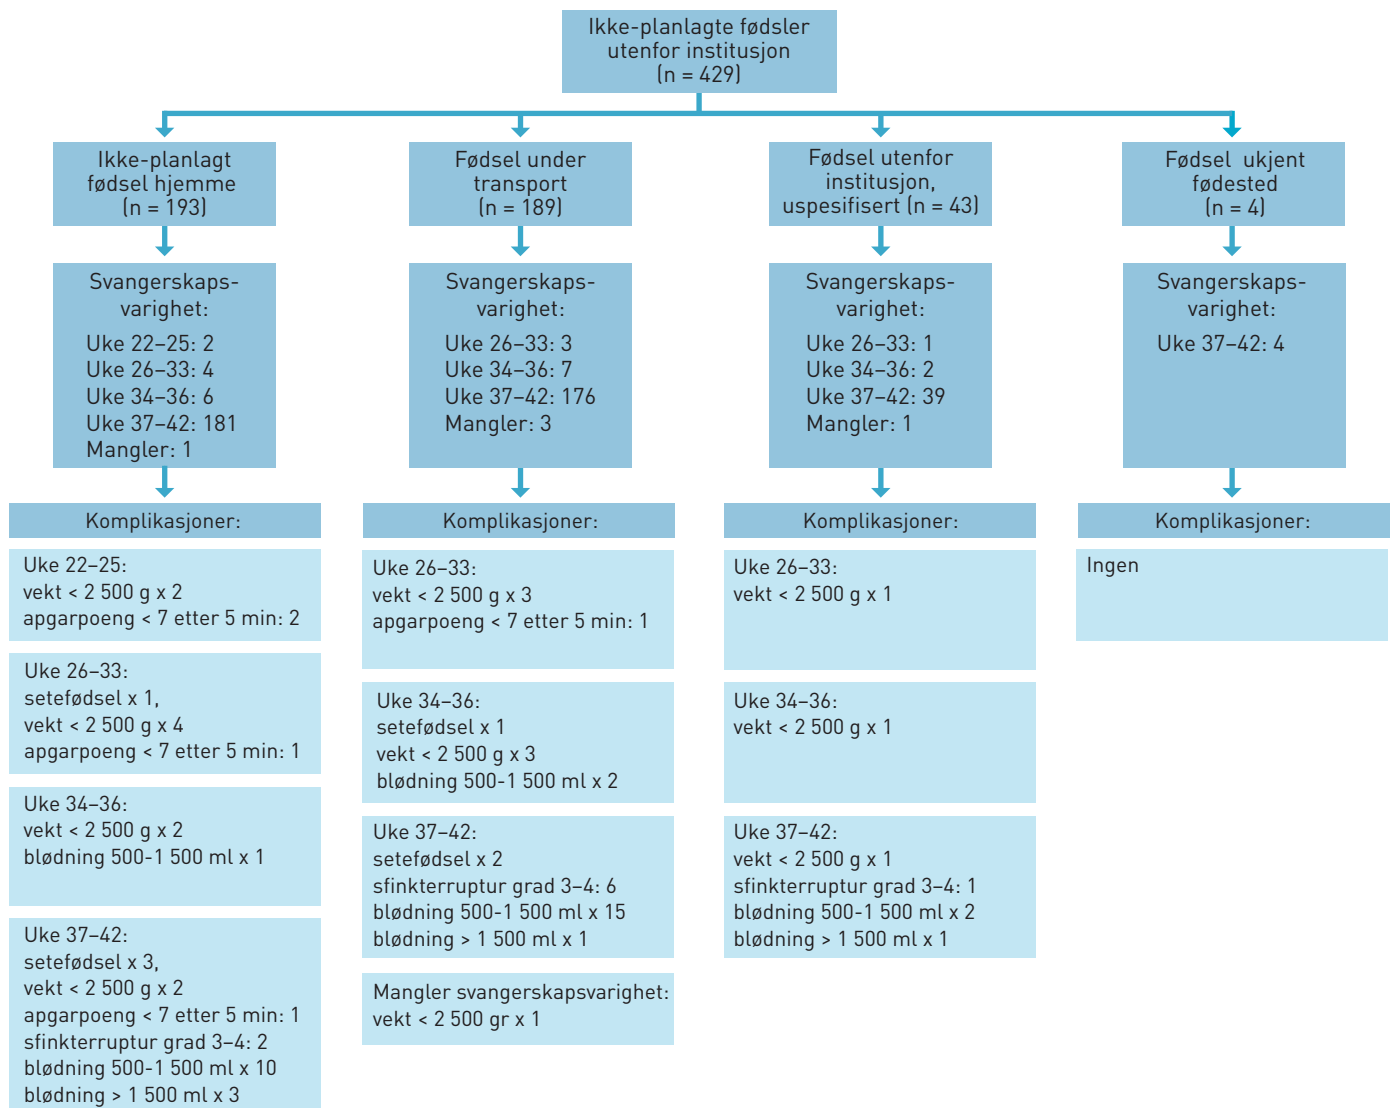 Ikke-planlagte fødsler
utenfor institusjon
(n = 429)
Ikke-planlagt
fødsel hjemme
(n = 193)
Fødsel under
transport
(n = 189)
Fødsel utenfor
institusjon,
uspesifisert (n = 43)
Fødsel ukjent
fødested
(n = 4)
Svangerskaps-
varighet:
Uke 22–25: 2
Uke 26–33: 4
Uke 34–36: 6
Uke 37–42: 181
Mangler: 1
Svangerskaps-
varighet:
Uke 26–33: 3
Uke 34–36: 7
Uke 37–42: 176
Mangler: 3
Svangerskaps-
varighet:
Uke 26–33: 1
Uke 34–36: 2
Uke 37–42: 39
Mangler: 1
Svangerskaps-
varighet:
Uke 37–42: 4
Komplikasjoner:
Uke 22–25:
vekt < 2 500 g x 2
apgarpoeng < 7 etter 5 min: 2
Uke 26–33:
setefødsel x 1,
vekt < 2 500 g x 4
apgarpoeng < 7 etter 5 min: 1
Uke 34–36:
vekt < 2 500 g x 2
blødning 500-1 500 ml x 1
Uke 37–42:
setefødsel x 3,
vekt < 2 500 g x 2
apgarpoeng < 7 etter 5 min: 1
sfinkterruptur grad 3–4: 2
blødning 500-1 500 ml x 10
blødning > 1 500 ml x 3
Komplikasjoner:
Uke 26–33:
vekt < 2 500 g x 3
apgarpoeng < 7 etter 5 min: 1
Uke 34–36:
setefødsel x 1
vekt < 2 500 g x 3
blødning 500-1 500 ml x 2
Uke 37–42:
setefødsel x 2
sfinkterruptur grad 3–4: 6
blødning 500-1 500 ml x 15
blødning > 1 500 ml x 1
Mangler svangerskapsvarighet:
vekt < 2 500 gr x 1
Komplikasjoner:
Uke 26–33:
vekt < 2 500 g x 1
Uke 34–36:
vekt < 2 500 g x 1
Uke 37–42:
vekt < 2 500 g x 1
sfinkterruptur grad 3–4: 1
blødning 500-1 500 ml x 2
blødning > 1 500 ml x 1
Komplikasjoner:
Ingen